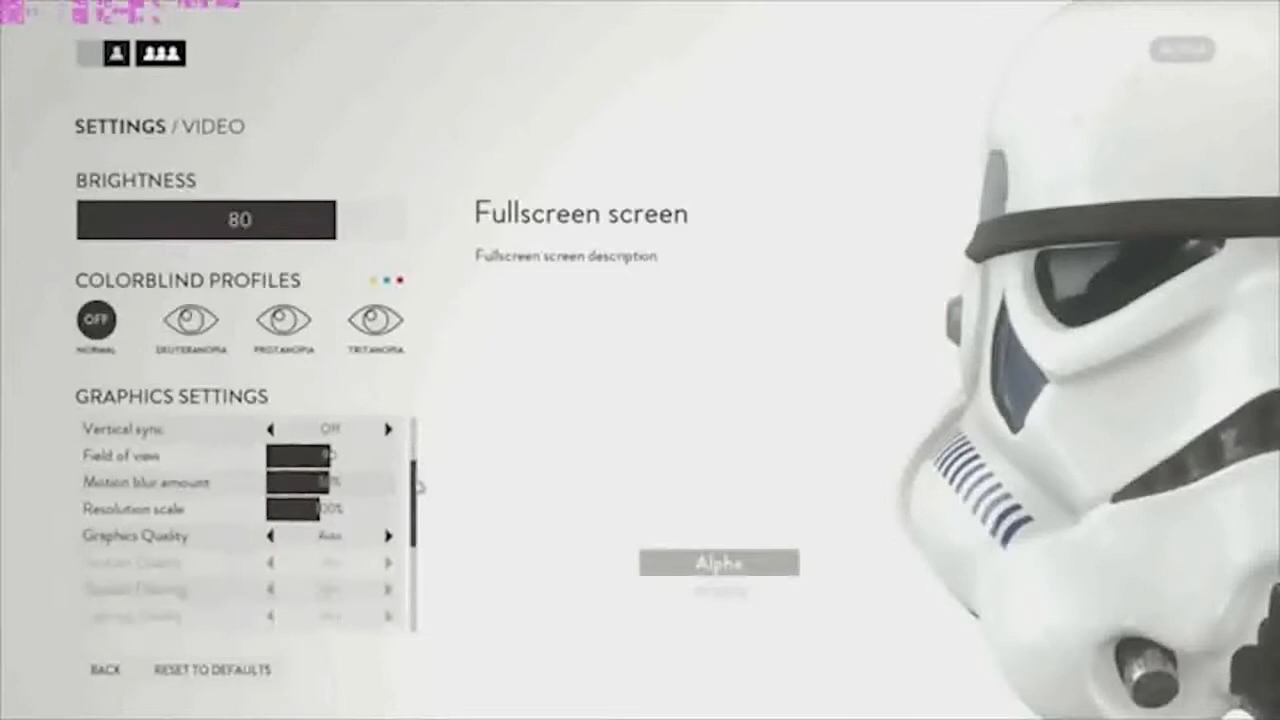 SETTINGS / VIDEO
BRIGHTNESS
80
Fullscreen screen
Fullscreen screen description
COLORBLIND PROFILES
OFF
NORMAL
DEUTERANOPIA
PROTANOPIA
TRITANOPIA
GRAPHICS SETTINGS
Vertical sync Off
Field of view
Motion blur amount
Resolution scale 100%
Graphics Quality Auto
Alpha
BACK RESET TO DEFAULTS